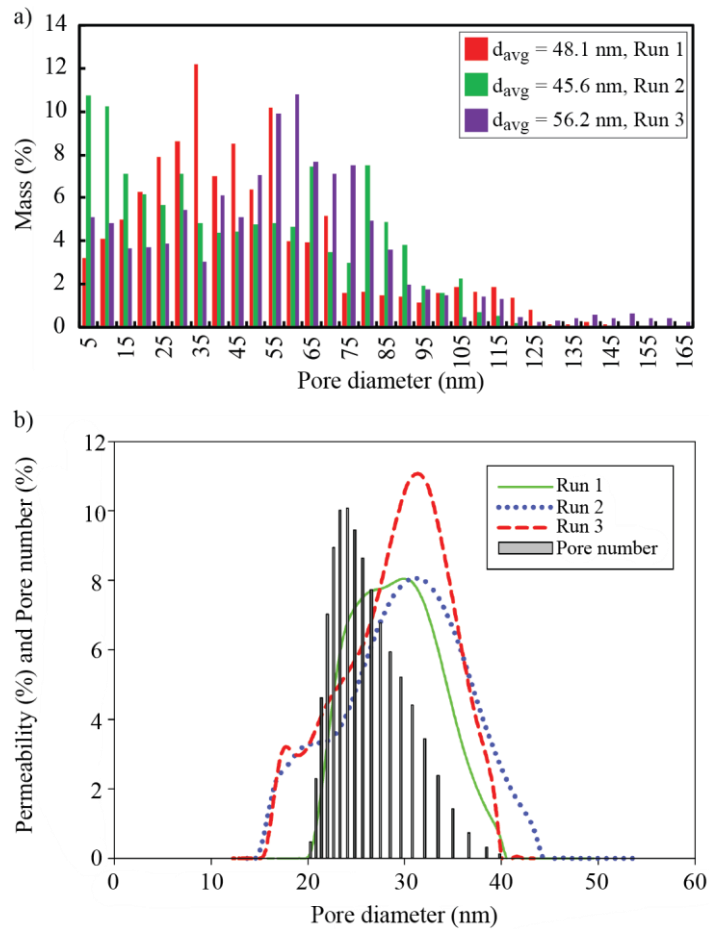 a)
14
12
10
8
6
4
2
0
Mass (%)
d_avg = 48.1 nm, Run 1
d_avg = 45.6 nm, Run 2
d_avg = 56.2 nm, Run 3
5 15 25 35 45 55 65 75 85 95 105 115 125 135 145 155 165
Pore diameter (nm)
b)
12
10
8
6
4
2
0
Permeability (%) and Pore number (%)
Run 1
Run 2
Run 3
Pore number
0 10 20 30 40 50 60
Pore diameter (nm)